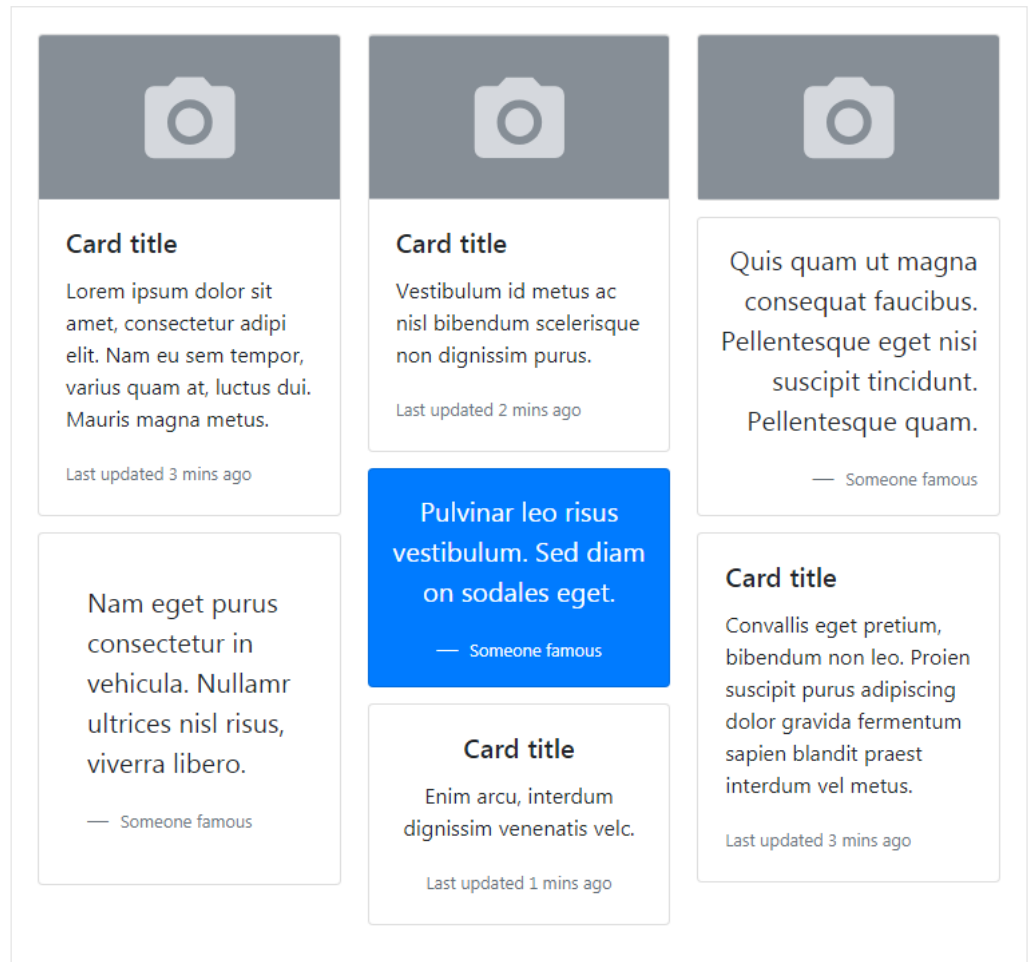 Card title
Lorem ipsum dolor sit
amet, consectetur adipi
elit. Nam eu sem tempor,
varius quam at, luctus dui.
Mauris magna metus.
Last updated 3 mins ago
Nam eget purus
consectetur in
vehicula. Nullamr
ultrices nisl risus,
viverra libero.
— Someone famous
Card title
Vestibulum id metus ac
nisl bibendum scelerisque
non dignissim purus.
Last updated 2 mins ago
Pulvinar leo risus
vestibulum. Sed diam
on sodales eget.
— Someone famous
Card title
Enim arcu, interdum
dignissim venenatis velc.
Last updated 1 mins ago
Quis quam ut magna
consequat faucibus.
Pellentesque eget nisi
suscipit tincidunt.
Pellentesque quam.
— Someone famous
Card title
Convallis eget pretium,
bibendum non leo. Proien
suscipit purus adipiscing
dolor gravida fermentum
sapien blandit praest
interdum vel metus.
Last updated 3 mins ago